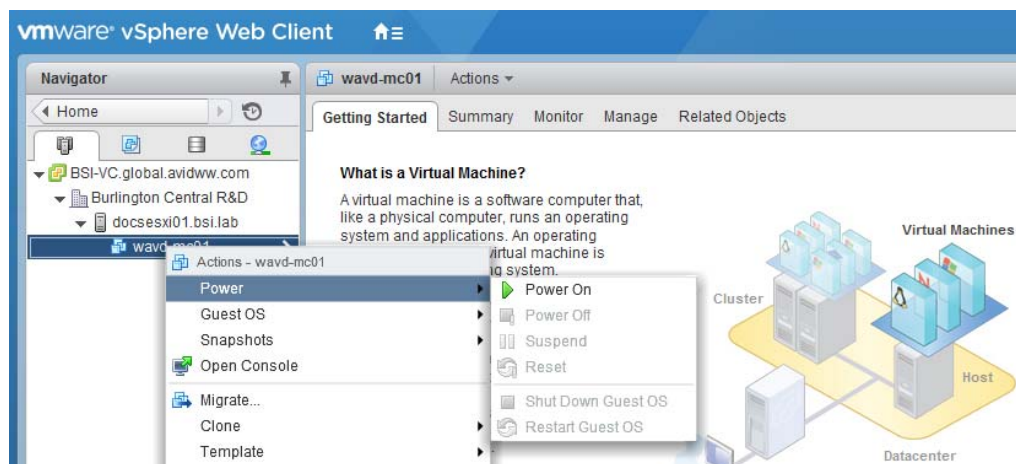 vmware® vSphere Web Client
Navigator
Home
BSI-VC.global.avidww.com
Burlington Central R&D
docsesxi01.bsi.lab
wavd-mc01
wavd-mc01 Actions
Getting Started Summary Monitor Manage Related Objects
What is a Virtual Machine?
A virtual machine is a software computer that,
like a physical computer, runs an operating
system and applications. An operating
virtual machine is
system.
Actions - wavd-mc01
Power
Guest OS
Snapshots
Open Console
Migrate...
Clone
Template
Power On
Power Off
Suspend
Reset
Shut Down Guest OS
Restart Guest OS
Virtual Machines
Cluster
Host
Datacenter